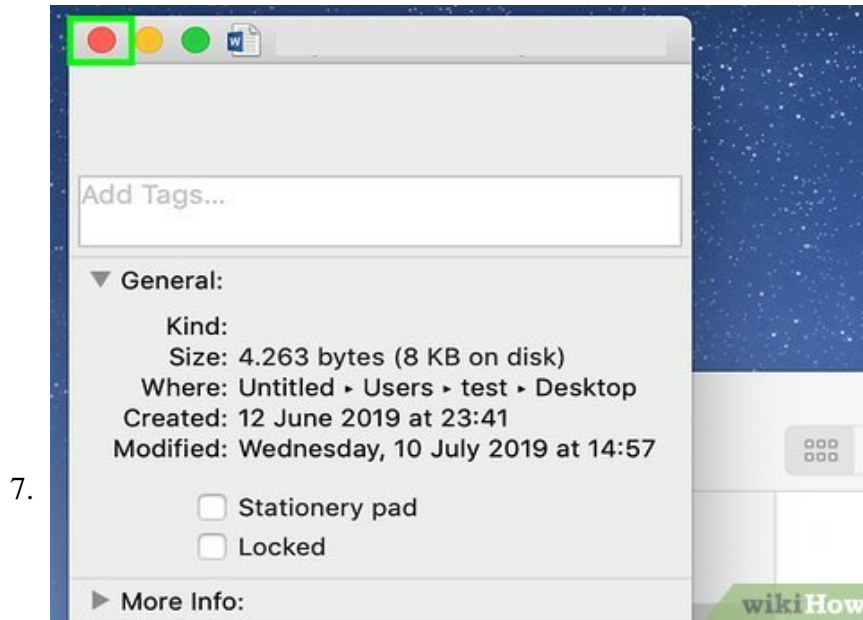 Add Tags...
▼ General:
Kind:
Size: 4.263 bytes (8 KB on disk)
Where: Untitled ▸ Users ▸ test ▸ Desktop
Created: 12 June 2019 at 23:41
Modified: Wednesday, 10 July 2019 at 14:57
7.
Stationery pad
Locked
▶ More Info:
wikiHow